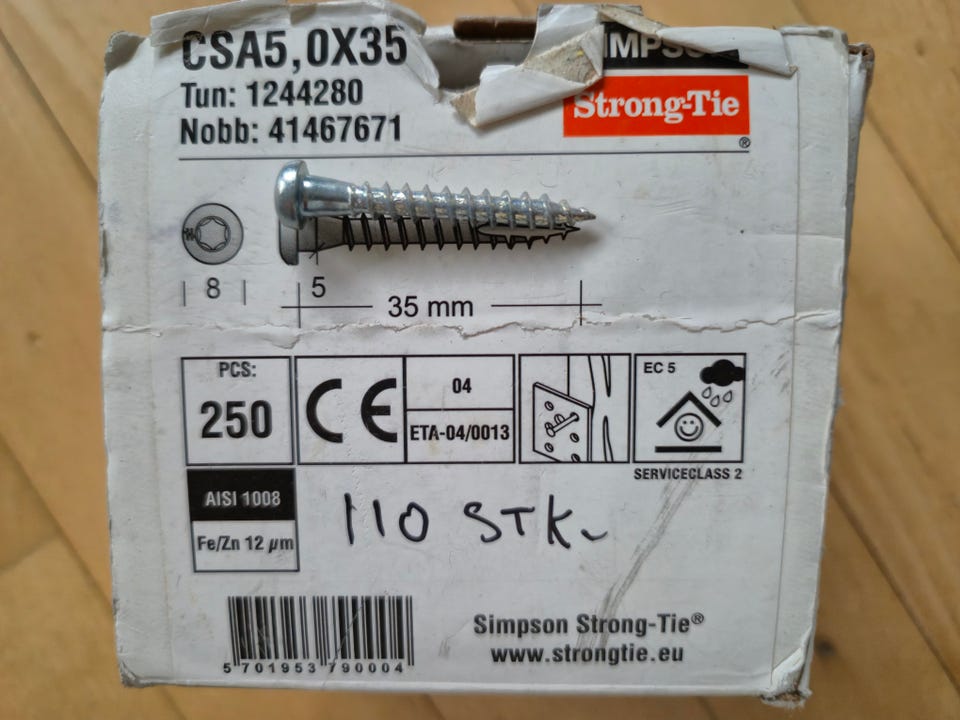 CSA5,0X35
Tun: 1244280
Nobb: 41467671
Strong-Tie
®
8
5
35 mm
PCS:
250
CE
04
ETA-04/0013
EC 5
SERVICECLASS 2
AISI 1008
Fe/Zn 12 µm
110 STK.
5 701953 790004
Simpson Strong-Tie®
www.strongtie.eu